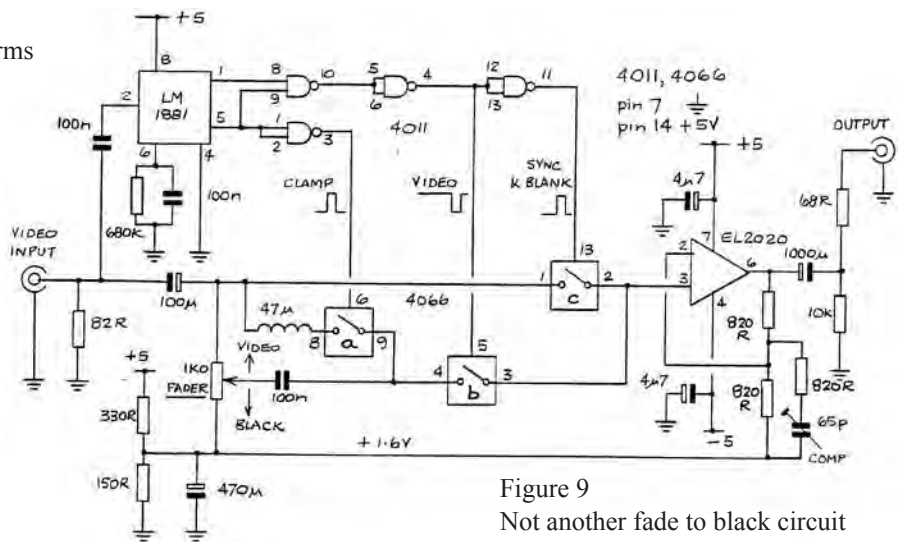 rms
+5
8
2
LM
1881
1
5
6
4
100n
680K
100n
8
9
10
5
6
4
12
13
11
1
2
3
4011
4011, 4066
pin 7
pin 14 +5V
OUTPUT
CLAMP
VIDEO
SYNC
& BLANK
4µ7
+5
68R
VIDEO
INPUT
100µ
82R
47µ
4066
6
8
a
9
13
1
c
2
5
4
b
3
2
3
7
EL2020
6
4
1000µ
10k
820
R
820
R
820R
65p
COMP
+5
330R
150R
1K0
FADER
VIDEO
BLACK
100n
+1.6V
470µ
4µ7
-5
Figure 9
Not another fade to black circuit